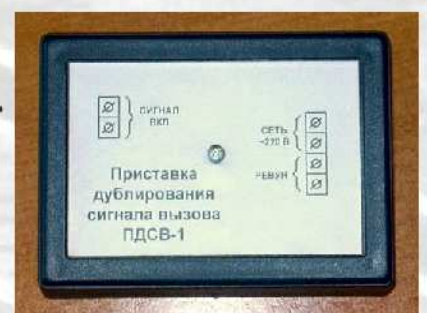 СИГНАЛ
ВКЛ
СЕТЬ
~220 В
РЕВУН
Приставка
дублирования
сигнала вызова
ПДСВ-1